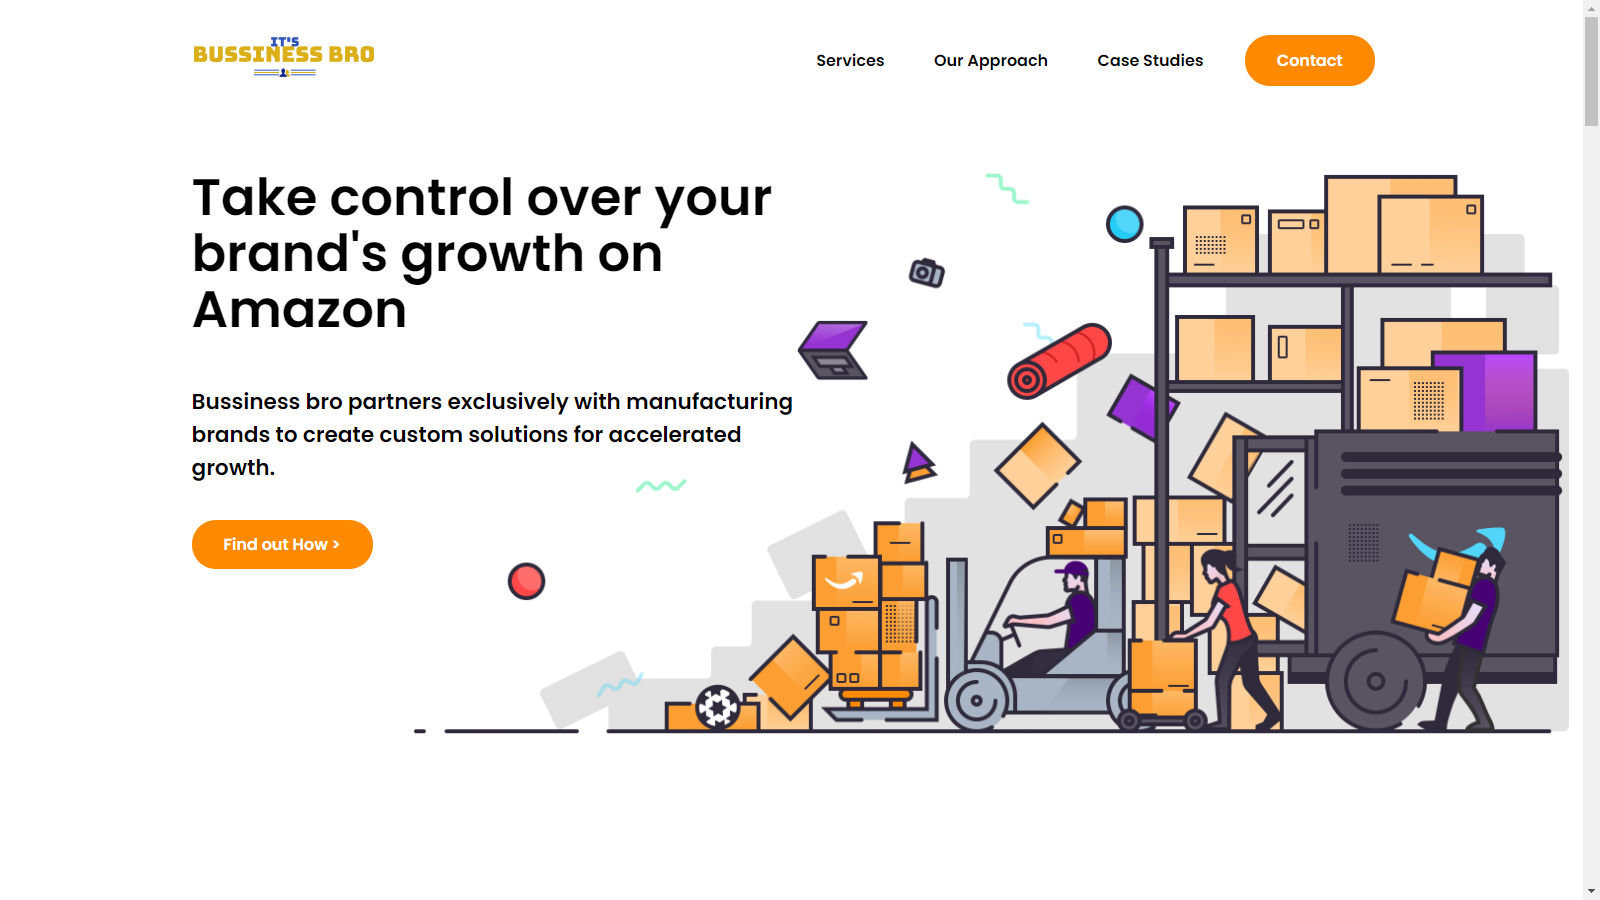 IT'S
BUSSINESS BRO
Services
Our Approach
Case Studies
Contact
Take control over your
brand's growth on
Amazon
Bussiness bro partners exclusively with manufacturing
brands to create custom solutions for accelerated
growth.
Find out How >